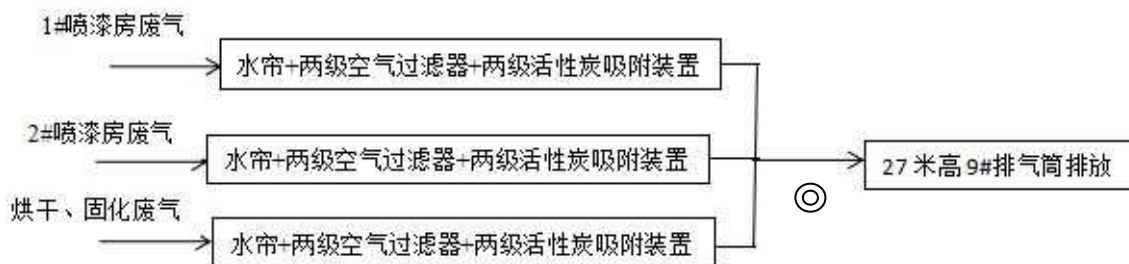 1#喷漆房废气
水帘+两级空气过滤器+两级活性炭吸附装置
2#喷漆房废气
水帘+两级空气过滤器+两级活性炭吸附装置
27 米高 9#排气筒排放
烘干、固化废气
水帘+两级空气过滤器+两级活性炭吸附装置